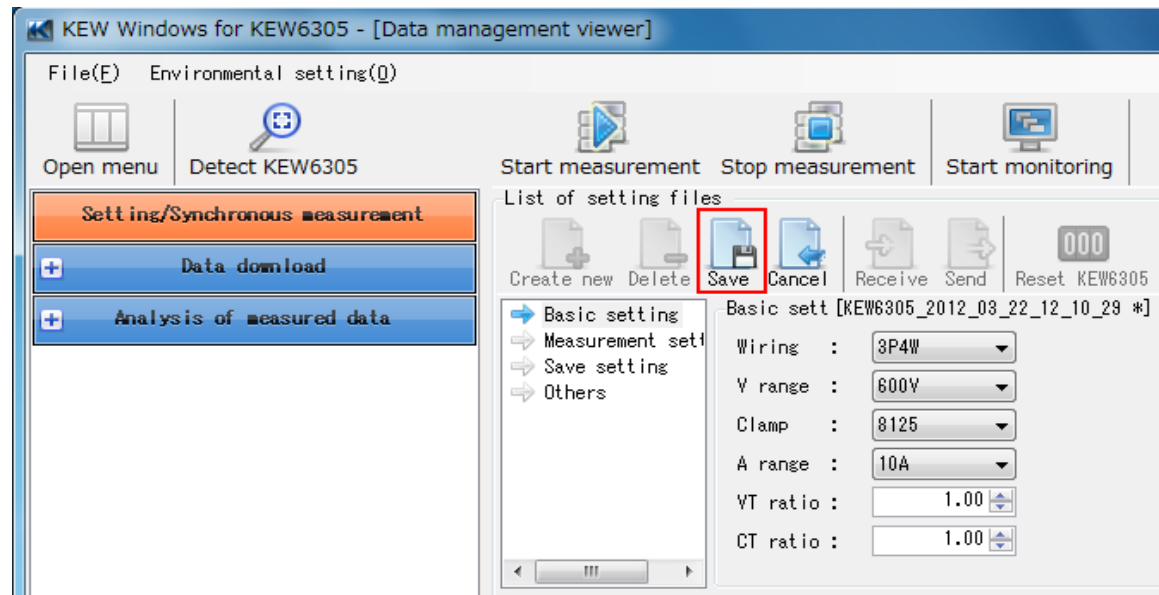 KEW Windows for KEW6305 - [Data management viewer]
File(F) Environmental setting(O)
Open menu Detect KEW6305 Start measurement Stop measurement Start monitoring
Setting/Synchronous measurement
Data download
Analysis of measured data
List of setting files
Create new Delete Save Cancel Receive Send Reset KEW6305
000
Basic setting
Measurement sett
Save setting
Others
Basic sett [KEW6305_2012_03_22_12_10_29 *]
Wiring : 3P4W
V range : 600V
Clamp : 8125
A range : 10A
VT ratio : 1.00
CT ratio : 1.00